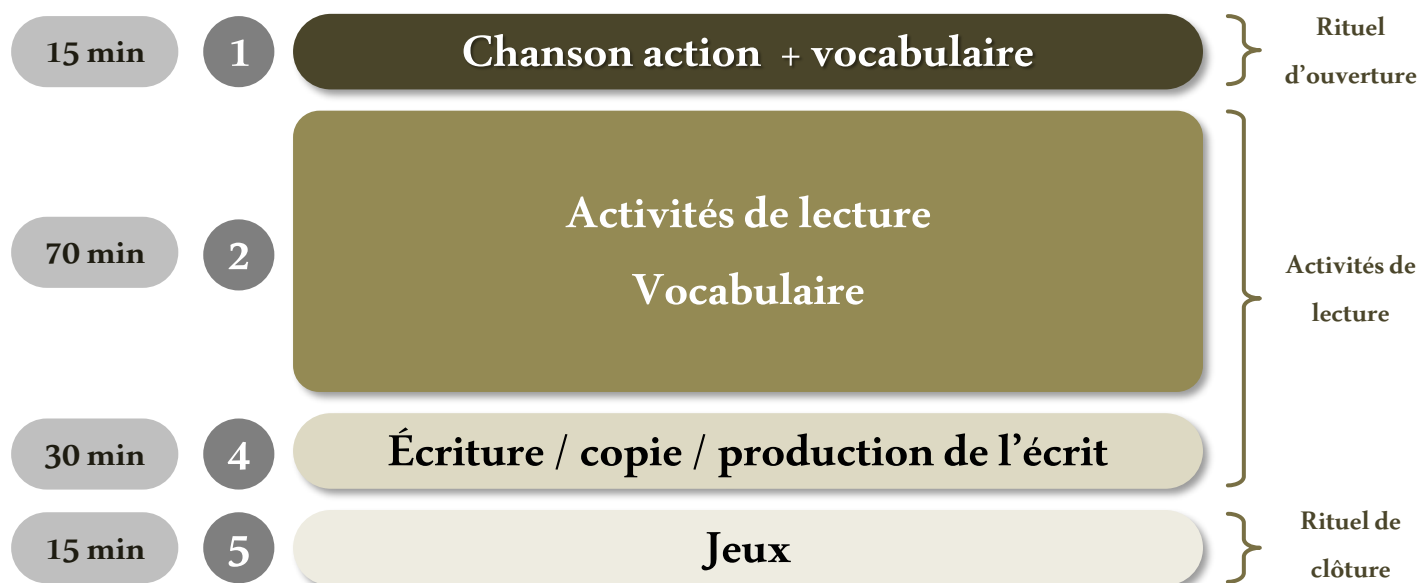 15 min
1
Chanson action + vocabulaire
Rituel
d’ouverture
70 min
2
Activités de lecture
Vocabulaire
Activités de
lecture
30 min
4
Écriture / copie / production de l’écrit
15 min
5
Jeux
Rituel de
clôture